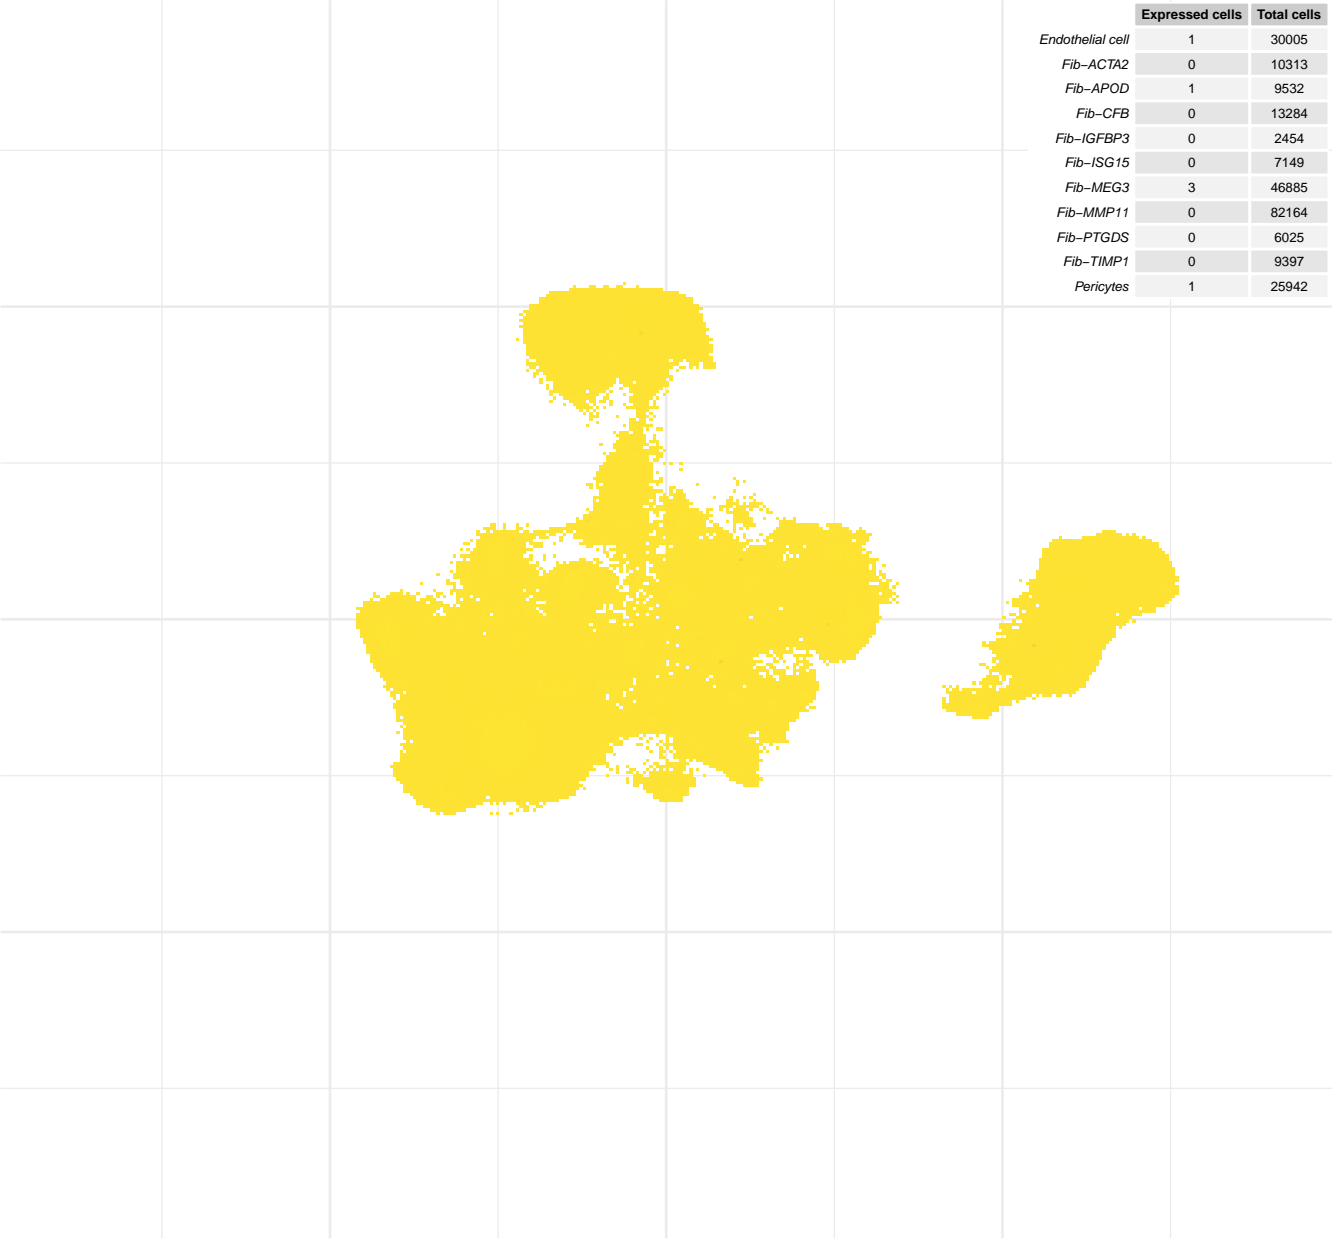 Expressed cells Total cells
Endothelial cell 1 30005
Fib−ACTA2 0 10313
Fib−APOD 1 9532
Fib−CFB 0 13284
Fib−IGFBP3 0 2454
Fib−ISG15 0 7149
Fib−MEG3 3 46885
Fib−MMP11 0 82164
Fib−PTGDS 0 6025
Fib−TIMP1 0 9397
Pericytes 1 25942